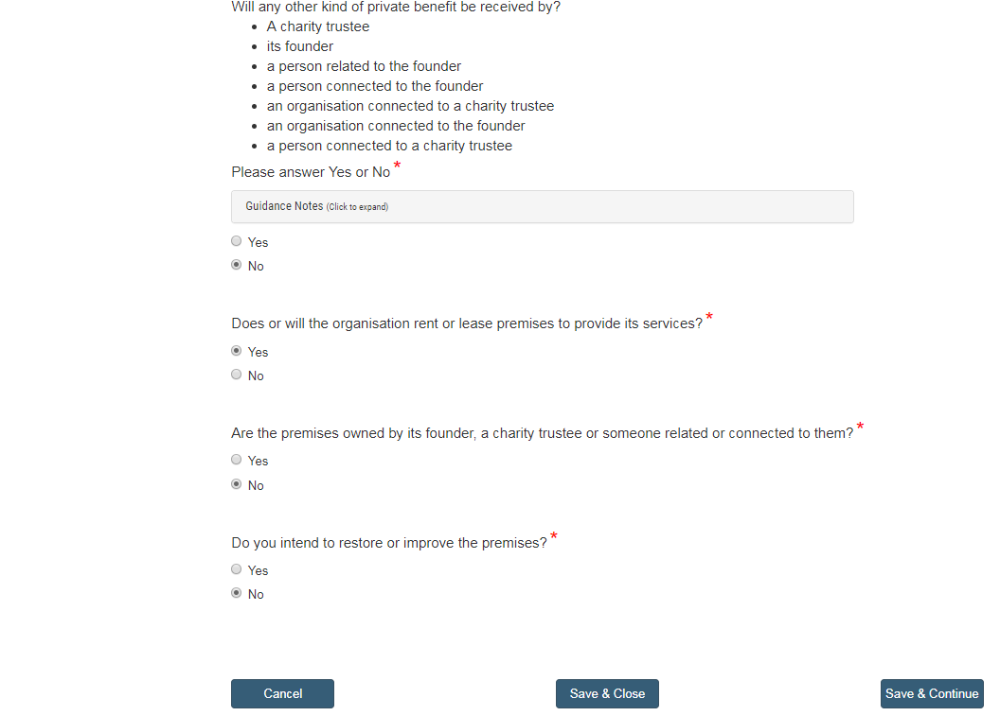 Will any other kind of private benefit be received by?
• A charity trustee
• its founder
• a person related to the founder
• a person connected to the founder
• an organisation connected to a charity trustee
• an organisation connected to the founder
• a person connected to a charity trustee
Please answer Yes or No *
Guidance Notes (Click to expand)
Yes
No
Does or will the organisation rent or lease premises to provide its services? *
Yes
No
Are the premises owned by its founder, a charity trustee or someone related or connected to them? *
Yes
No
Do you intend to restore or improve the premises? *
Yes
No
Cancel Save & Close Save & Continue